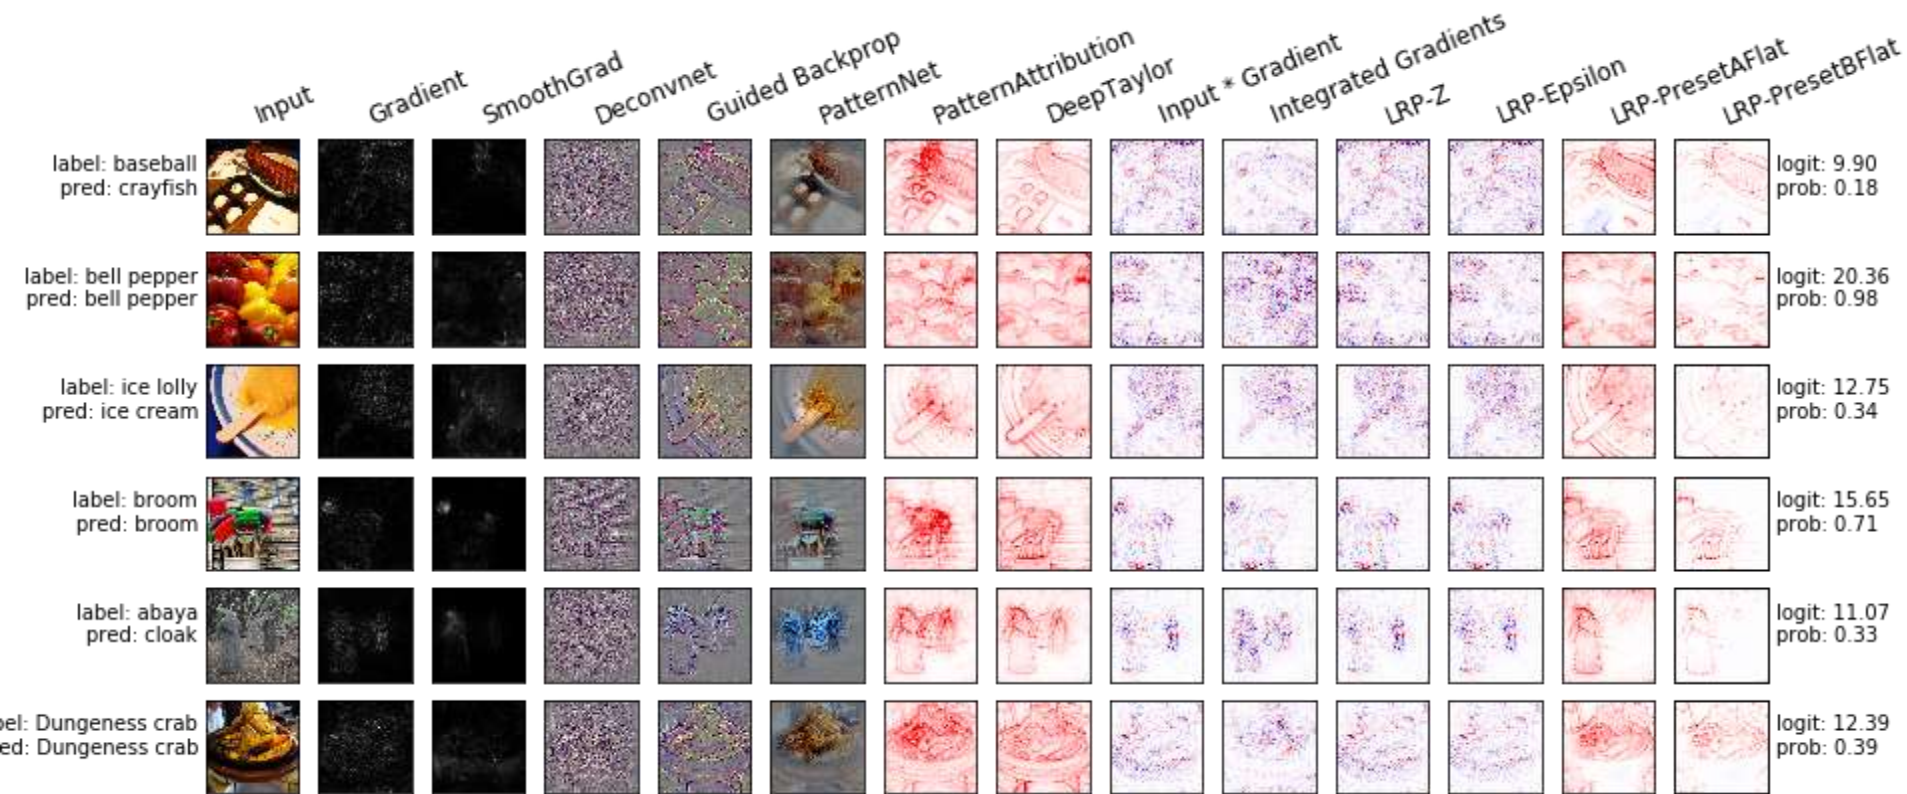 Input
Gradient
SmoothGrad
Deconvnet
Guided Backprop
PatternNet
PatternAttribution
DeepTaylor
Input * Gradient
Integrated Gradients
LRP-Z
LRP-Epsilon
LRP-PresetAFlat
LRP-PresetBFlat
label: baseball
pred: crayfish
logit: 9.90
prob: 0.18
label: bell pepper
pred: bell pepper
logit: 20.36
prob: 0.98
label: ice lolly
pred: ice cream
logit: 12.75
prob: 0.34
label: broom
pred: broom
logit: 15.65
prob: 0.71
label: abaya
pred: cloak
logit: 11.07
prob: 0.33
bel: Dungeness crab
ed: Dungeness crab
logit: 12.39
prob: 0.39